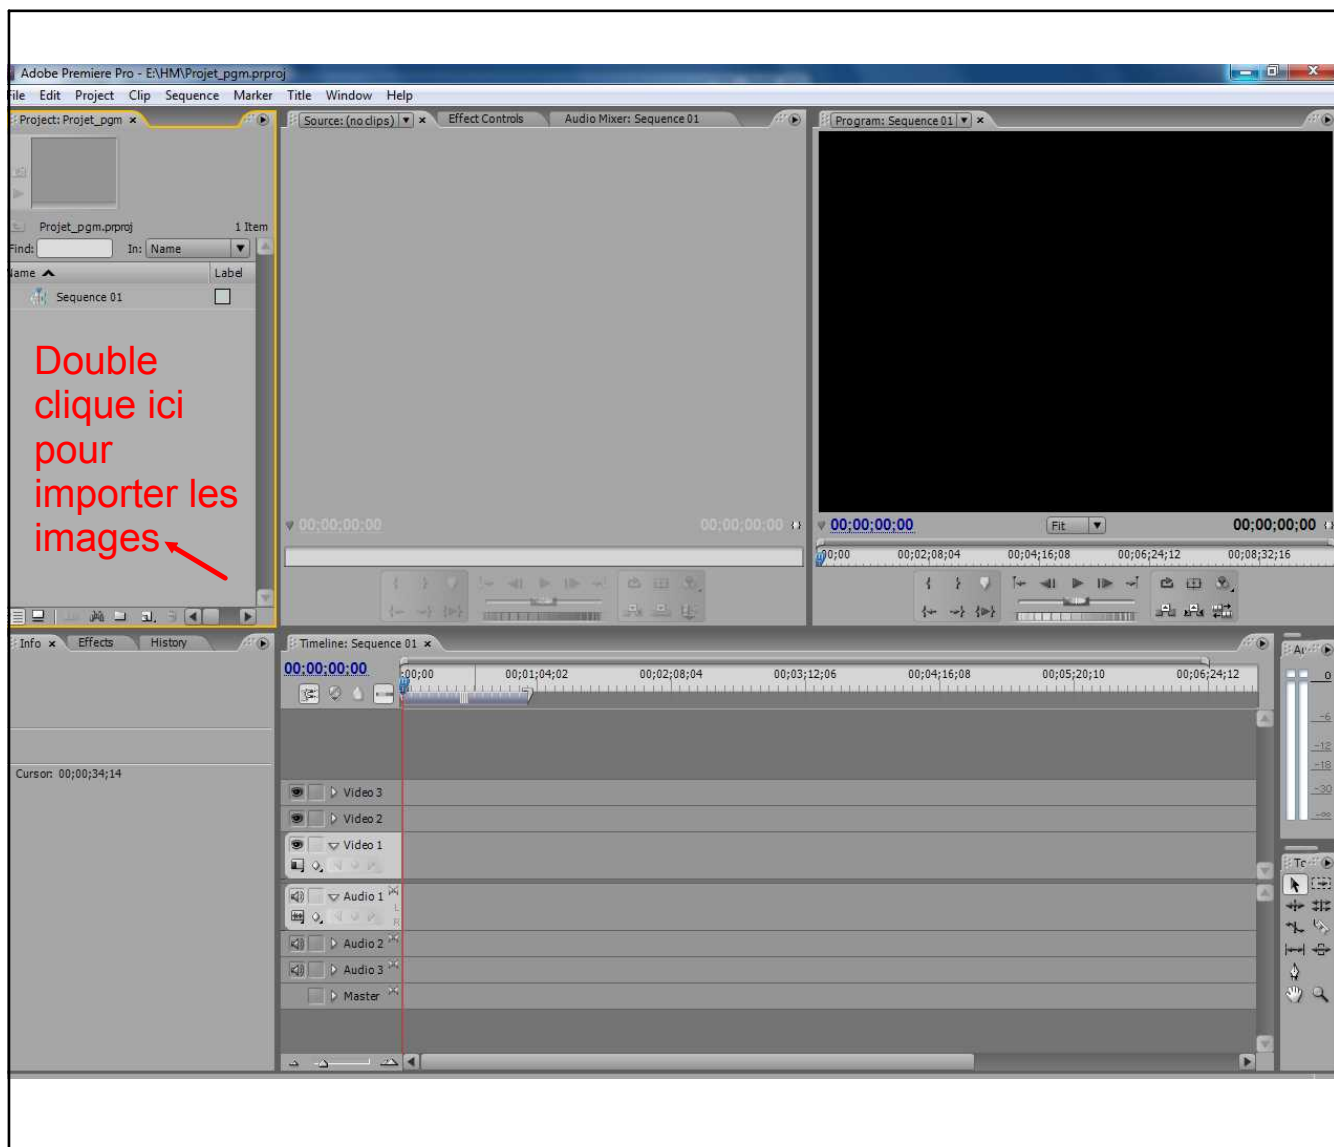 Adobe Premiere Pro - E:\HM\Projet_pgm.prproj
File Edit Project Clip Sequence Marker Title Window Help
Project: Projet_pgm
Source: (no clips) Effect Controls Audio Mixer: Sequence 01
Program: Sequence 01
Projet_pgm.prproj 1 Item
Find: In: Name
Name Label
Sequence 01
Double
clique ici
pour
importer les
images
00;00;00;00 00;00;00;00
00;00;00;00 Fit 00;00;00;00
00;00 00;02;08;04 00;04;16;08 00;06;24;12 00;08;32;16
Info Effects History
Cursor: 00;00;34;14
Timeline: Sequence 01
00;00;00;00
;00;00 00;01;04;02 00;02;08;04 00;03;12;06 00;04;16;08 00;05;20;10 00;06;24;12
Video 3
Video 2
Video 1
Audio 1
L
R
Audio 2
Audio 3
Master
0
-6
-12
-18
-30
-∞